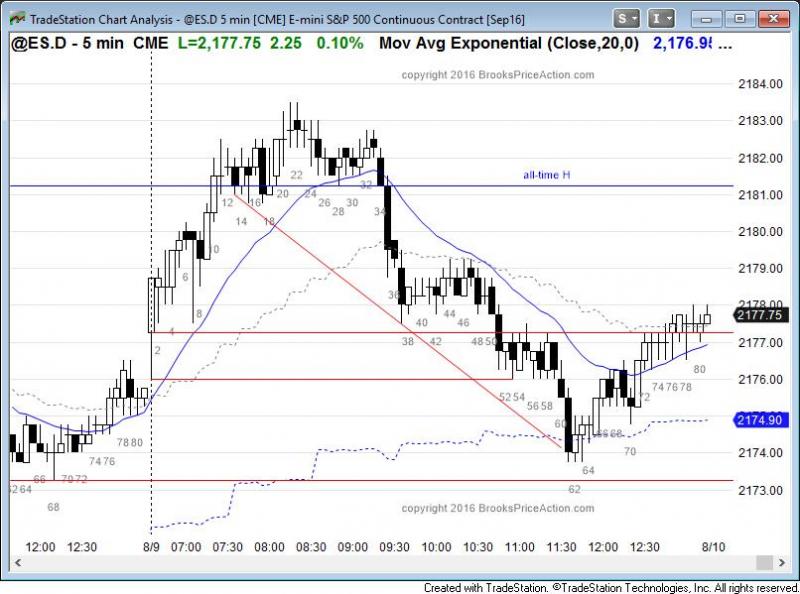 TradeStation Chart Analysis - @ES.D 5 min [CME] E-mini S&P 500 Continuous Contract [Sep16]
S I
@ES.D - 5 min CME L=2,177.75 2.25 0.10% Mov Avg Exponential (Close,20,0) 2,176.95 ...
copyright 2016 BrooksPriceAction.com
2184.00
2183.00
22
2182.00
32
all-time H
20 24
2181.00
12 26 30
28 34
14 16 18
2180.00
10
2179.00
6
36
2178.00
8 44
2177.75
40 46
4
2177.00
2 38 42 48 50
80
2176.00
74 76 78
52 54 72
56 58
2174.90
60
66 68
78 80
70
2174.00
74 76
64
70 72
62 64 66 62
2173.00
68
copyright 2016 BrooksPriceAction.com
12:00 12:30 8/9 07:00 07:30 08:00 08:30 09:00 09:30 10:00 10:30 11:00 11:30 12:00 12:30 8/10
Created with TradeStation. ©TradeStation Technologies, Inc. All rights reserved.